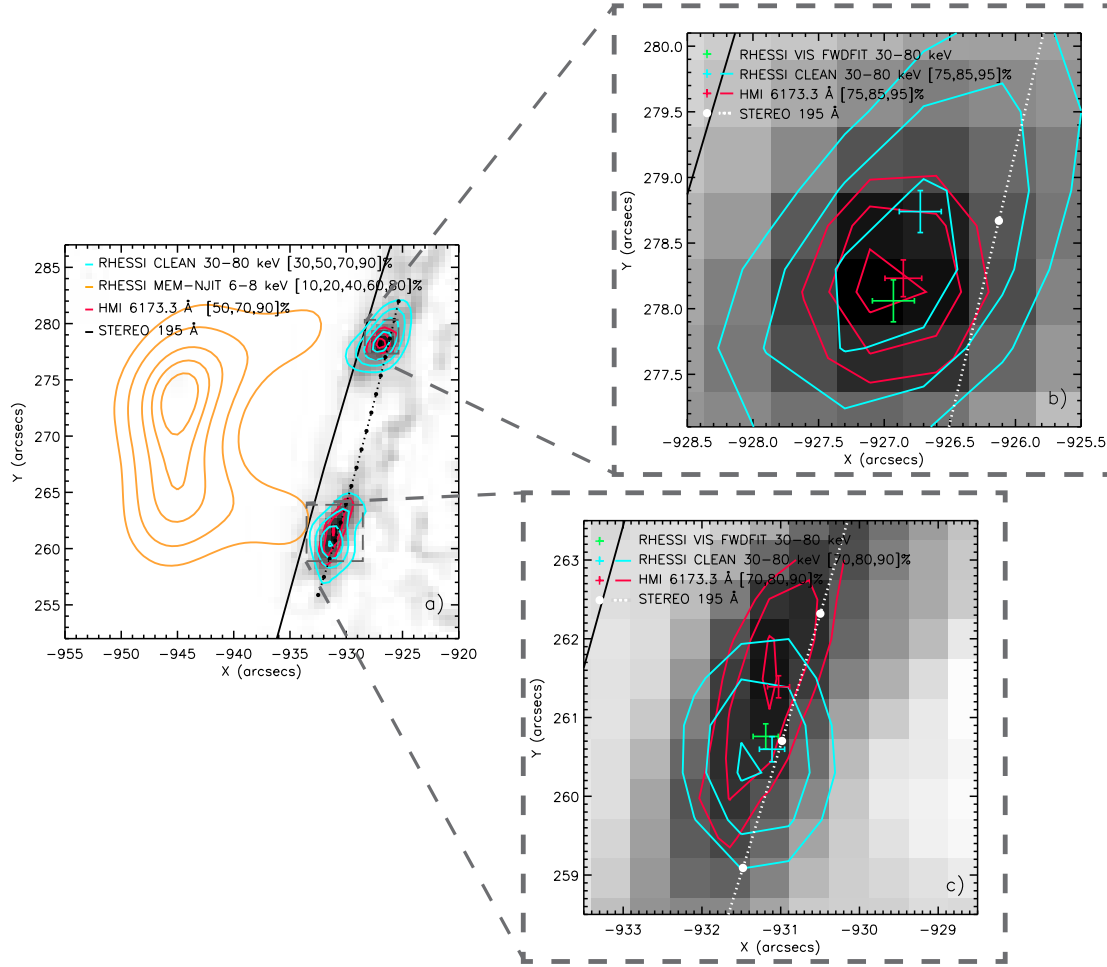 RHESSI CLEAN 30-80 keV [30,50,70,90]%
RHESSI MEM-NJIT 6-8 keV [10,20,40,60,80]%
HMI 6173.3 Å [50,70,90]%
STEREO 195 Å
285
280
275
270
265
260
255
Y (arcsecs)
a)
-955
-950
-945
-940
-935
-930
-925
-920
X (arcsecs)
RHESSI VIS FWDFIT 30-80 keV
RHESSI CLEAN 30-80 keV [75,85,95]%
HMI 6173.3 Å [75,85,95]%
STEREO 195 Å
280.0
279.5
279.0
278.5
278.0
277.5
Y (arcsecs)
b)
-928.5
-928.0
-927.5
-927.0
-926.5
-926.0
-925.5
X (arcsecs)
RHESSI VIS FWDFIT 30-80 keV
RHESSI CLEAN 30-80 keV [70,80,90]%
HMI 6173.3 Å [70,80,90]%
STEREO 195 Å
263
262
261
260
259
Y (arcsecs)
c)
-933
-932
-931
-930
-929
X (arcsecs)